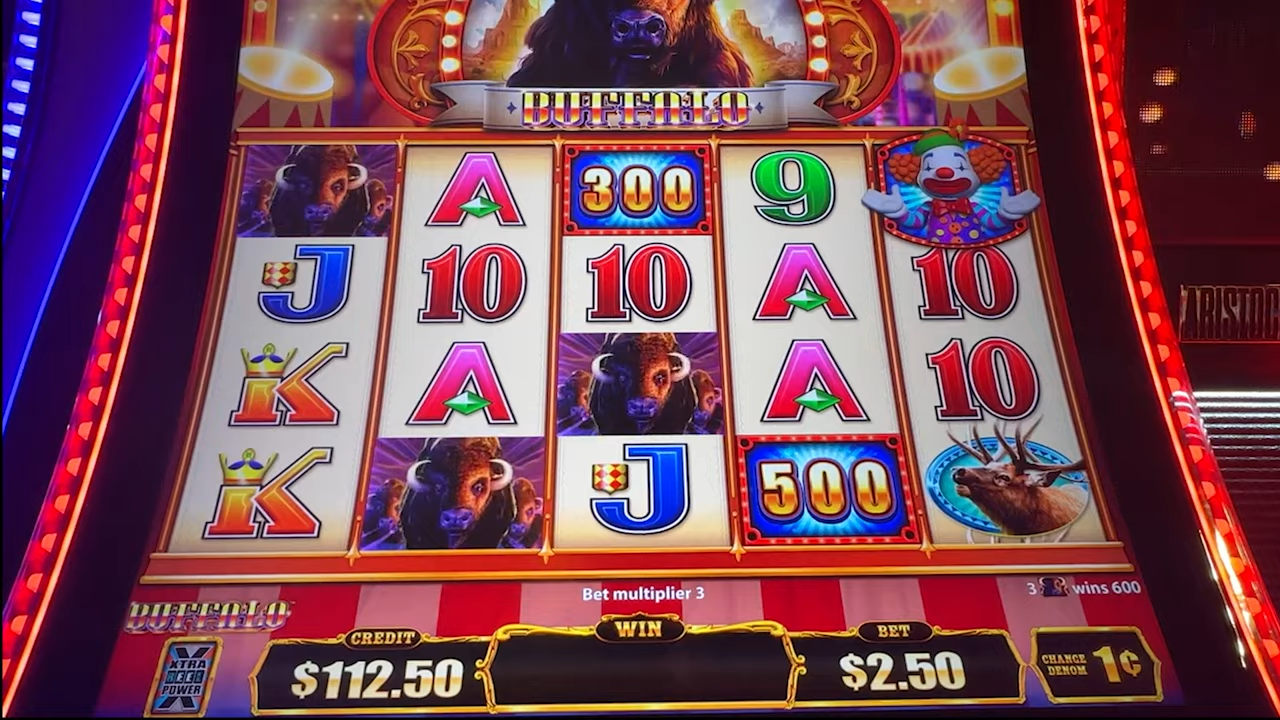 BUFFALO
A 300 9
J 10 10 A 10
K A A 10
K J 500
Bet multiplier 3
3 wins 600
BUFFALO
XTRA
REEL
POWER
CREDIT WIN BET
$112.50 $2.50
CHANGE
DENOM
1¢
ARISTOC